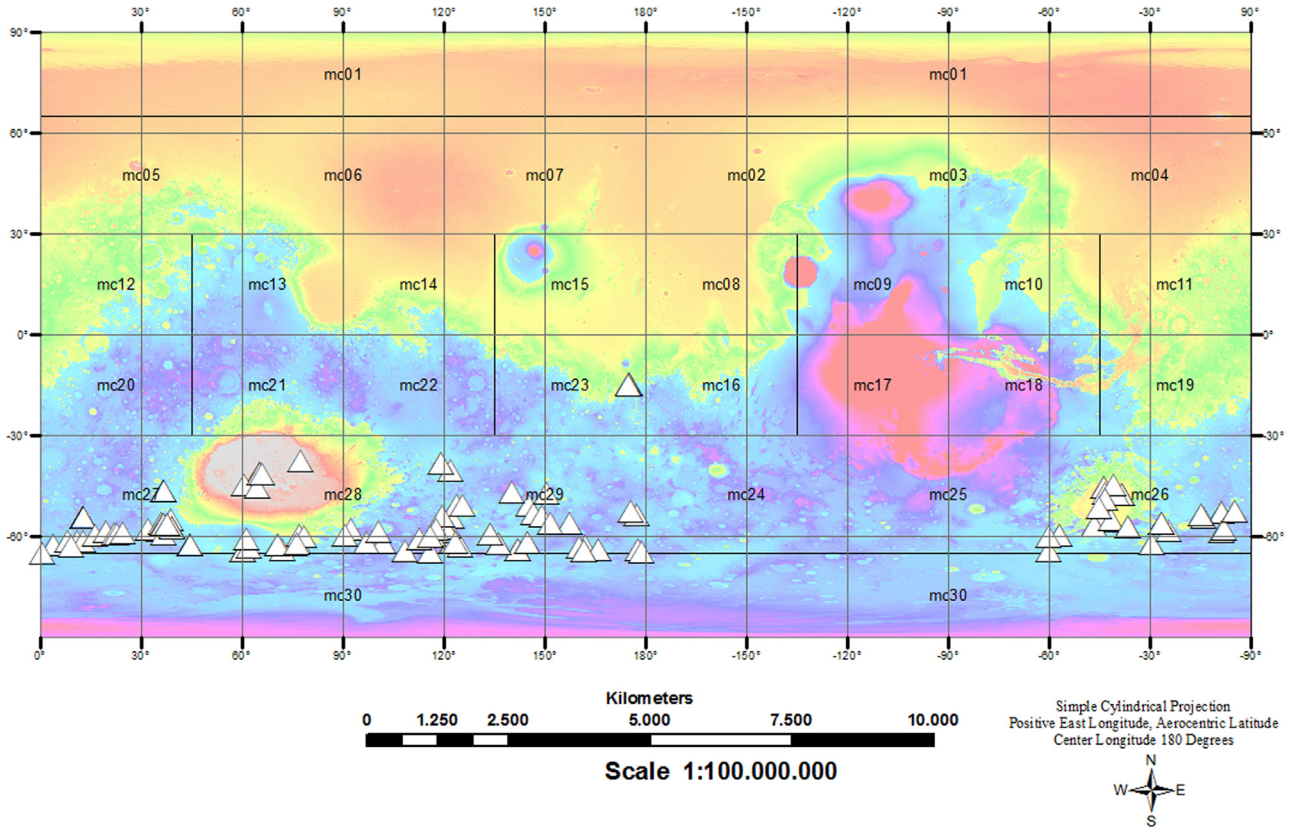 0° 30° 60° 90° 120° 150° 180° -150° -120° -90° -60° -30° -90°
90°
mc01 mc01
60° 60°
mc05 mc06 mc07 mc02 mc03 mc04
30° 30°
mc12 mc13 mc14 mc15 mc08 mc09 mc10 mc11
0° 0°
mc20 mc21 mc22 mc23 mc16 mc17 mc18 mc19
-30° -30°
mc27 mc28 mc29 mc24 mc25 mc26
-60° -60°
mc30 mc30
0° 30° 60° 90° 120° 150° 180° -150° -120° -90° -60° -30° -90°
Kilometers
0 1.250 2.500 5.000 7.500 10.000
Scale 1:100.000.000
Simple Cylindrical Projection
Positive East Longitude, Aerocentric Latitude
Center Longitude 180 Degrees
N
W E
S